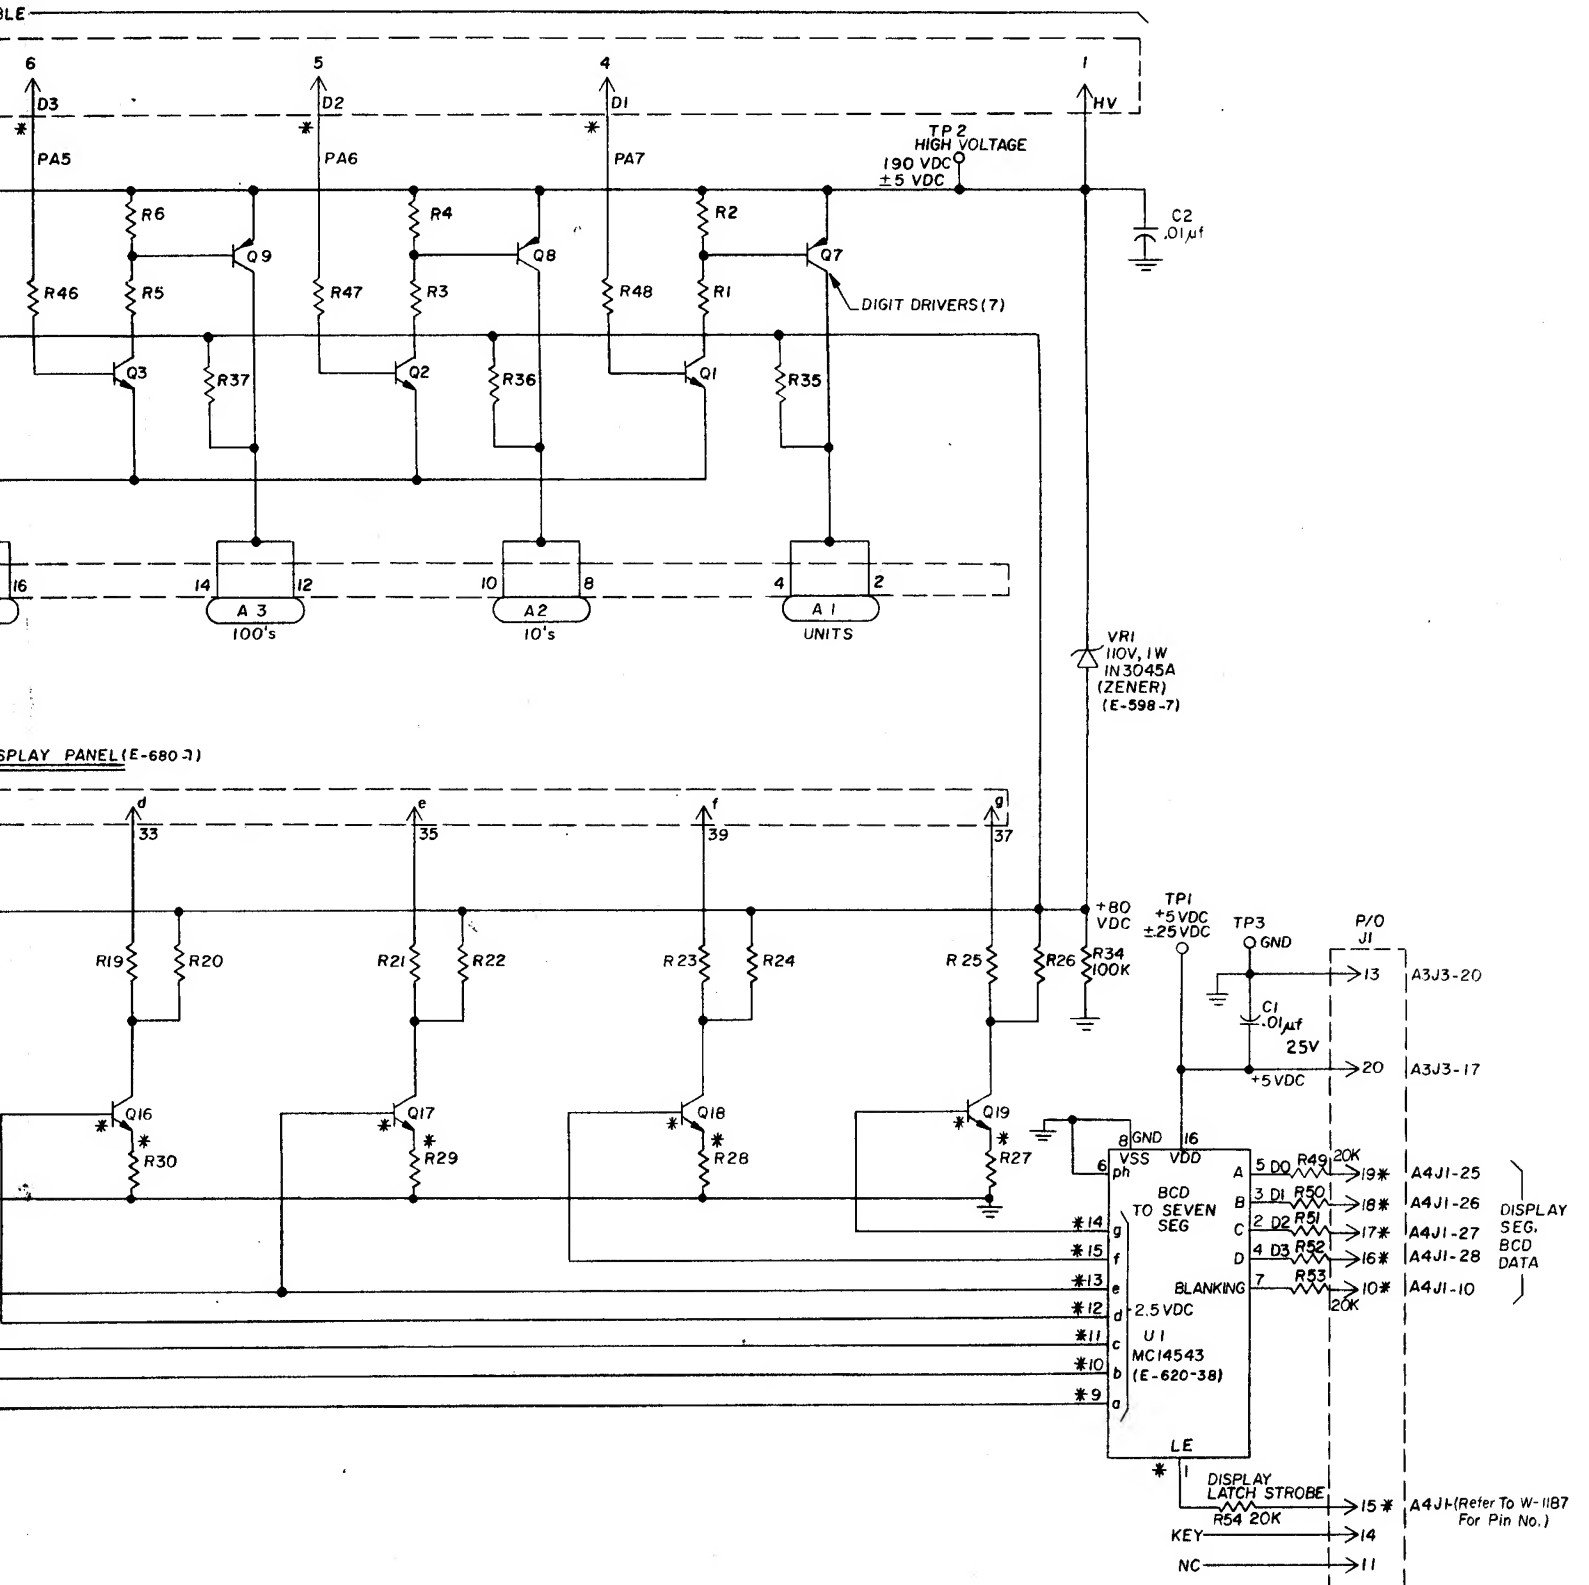 BLE
6 5 4 1
D3 D2 D1 HV
* * *
PA5 PA6 PA7
TP2
HIGH VOLTAGE
190 VDC
±5 VDC
R6 R4 R2
C2
.01µf
Q9 Q8 Q7
R46 R5 R47 R3 R48 R1
DIGIT DRIVERS (7)
Q3 R37 Q2 R36 Q1 R35
16 14 12 10 8 4 2
A3 A2 A1
100's 10's UNITS
VR1
110V, 1W
1N3045A
(ZENER)
(E-598-7)
SPLAY PANEL (E-680-7)
d e f g
33 35 39 37
+80
VDC
TP1
+5 VDC
±.25 VDC
TP3
GND
P/O
J1
R19 R20 R21 R22 R23 R24 R25 R26 R34
100K
13 A3J3-20
C1
.01µf
25V
20 A3J3-17
+5 VDC
Q16 Q17 Q18 Q19
* * * * * * * *
R30 R29 R28 R27
8 GND 16
VSS VDD
6 ph
BCD
TO SEVEN
SEG
A 5 D0 R49 20K 19* A4J1-25
B 3 D1 R50 18* A4J1-26
C 2 D2 R51 17* A4J1-27
D 4 D3 R52 16* A4J1-28
BLANKING 7 R53 20K 10* A4J1-10
DISPLAY
SEG.
BCD
DATA
*14 g
*15 f
*13 e
*12 d
2.5 VDC
*11 c
U1
MC14543
*10 b
(E-620-38)
*9 a
LE
* 1
DISPLAY
LATCH STROBE
R54 20K
15* A4J1-(Refer To W-1187
For Pin No.)
KEY 14
NC 11